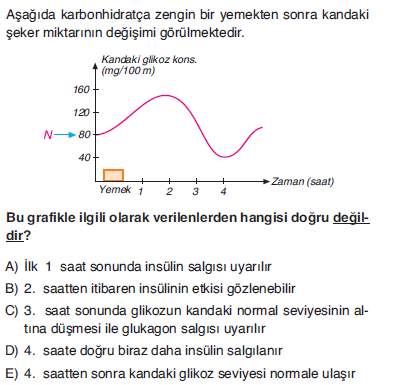 Aşağıda karbonhidratça zengin bir yemekten sonra kandaki
şeker miktarının değişimi görülmektedir.
Kandaki glikoz kons.
(mg/100 m)
160
120
N
80
40
Yemek 1 2 3 4
Zaman (saat)
Bu grafikle ilgili olarak verilenlerden hangisi doğru değil-
dir?
A) İlk 1 saat sonunda insülin salgısı uyarılır
B) 2. saatten itibaren insülinin etkisi gözlenebilir
C) 3. saat sonunda glikozun kandaki normal seviyesinin al-
tına düşmesi ile glukagon salgısı uyarılır
D) 4. saate doğru biraz daha insülin salgılanır
E) 4. saatten sonra kandaki glikoz seviyesi normale ulaşır